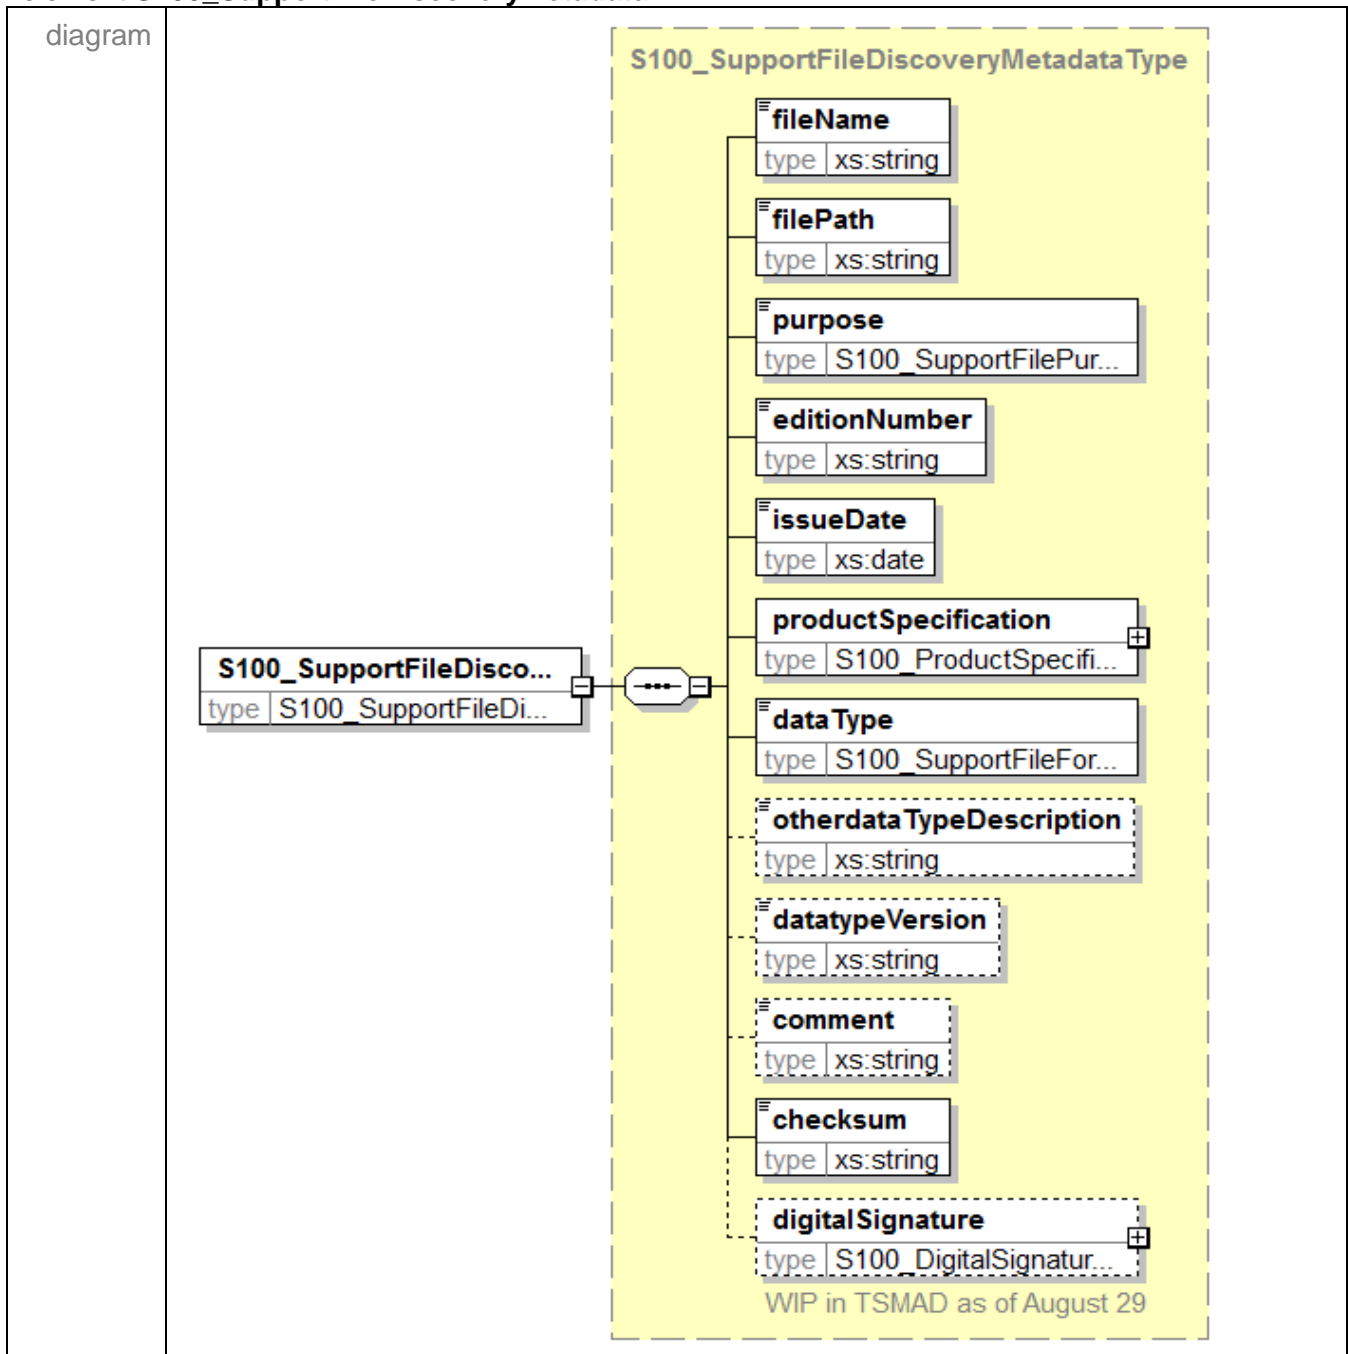 diagram
S100_SupportFileDiscoveryMetadataType
fileName
type xs:string
filePath
type xs:string
purpose
type S100_SupportFilePur...
editionNumber
type xs:string
issueDate
type xs:date
productSpecification
type S100_ProductSpecifi...
S100_SupportFileDisco...
type S100_SupportFileDi...
dataType
type S100_SupportFileFor...
otherdataTypeDescription
type xs:string
datatypeVersion
type xs:string
comment
type xs:string
checksum
type xs:string
digitalSignature
type S100_DigitalSignatur...
WIP in TSMAD as of August 29